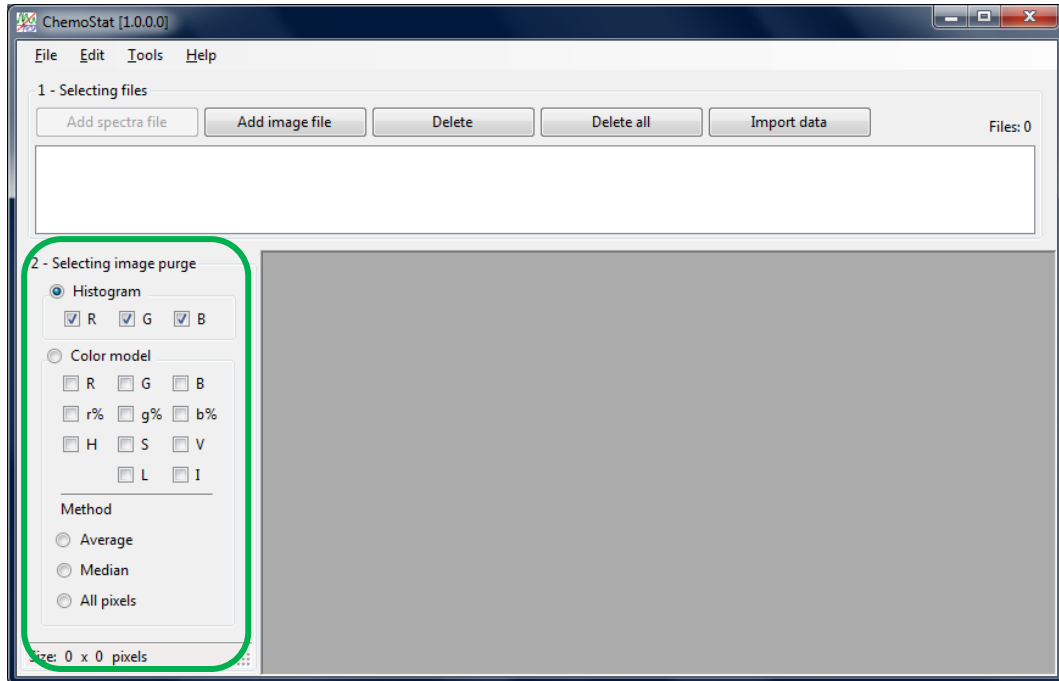 ChemoStat [1.0.0.0]
File Edit Tools Help
1 - Selecting files
Add spectra file Add image file Delete Delete all Import data Files: 0
2 - Selecting image purge
Histogram
R G B
Color model
R G B
r% g% b%
H S V
L I
Method
Average
Median
All pixels
Size: 0 x 0 pixels